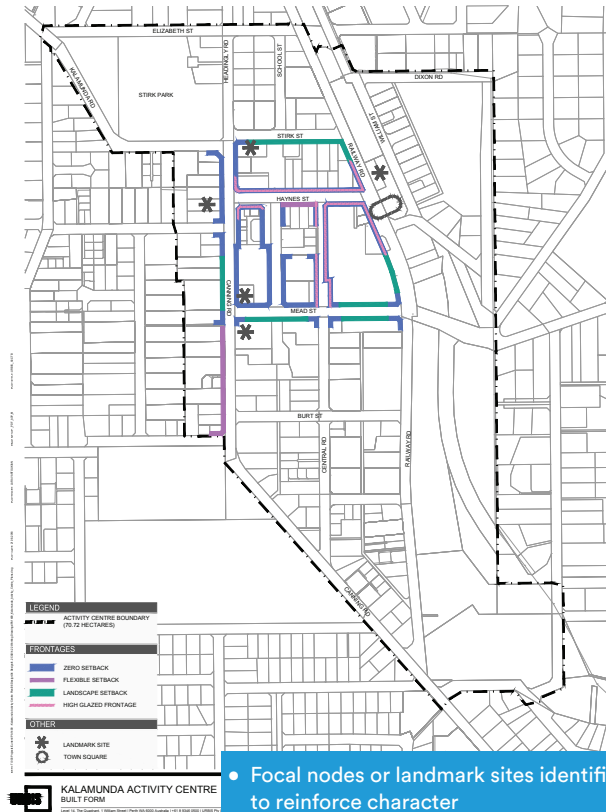 ELIZABETH ST
HEADINGLY RD
SCHOOL ST
KALAMUNDA RD
STIRK PARK
DIXON RD
WILLIAM ST
STIRK ST
RAILWAY RD
HAYNES ST
CANNING RD
MEAD ST
BURT ST
CENTRAL RD
RAILWAY RD
CANNING RD
LEGEND
ACTIVITY CENTRE BOUNDARY
(70.72 HECTARES)
FRONTAGES
ZERO SETBACK
FLEXIBLE SETBACK
LANDSCAPE SETBACK
HIGH GLAZED FRONTAGE
OTHER
LANDMARK SITE
TOWN SQUARE
KALAMUNDA ACTIVITY CENTRE
BUILT FORM
• Focal nodes or landmark sites identifi
to reinforce character